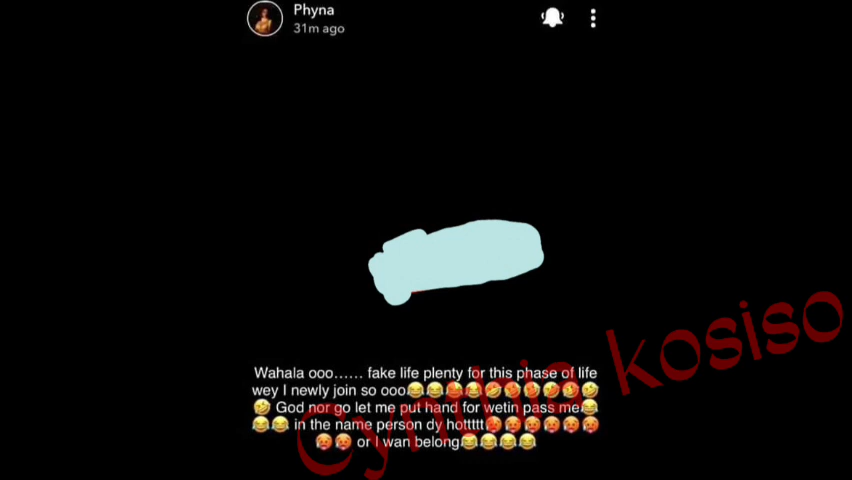 Phyna
31m ago
Wahala ooo...... fake life plenty for this phase of life
wey I newly join so ooo😂😂😂😂🤣🤣🤣🤣🤣🤣
🤣 God nor go let me put hand for wetin pass me😂
😂😂 in the name person dy hottttt🥵🥵🥵🥵🥵🥵
🥵🥵 or I wan belong😂😂😂😂
Cynthia kosiso